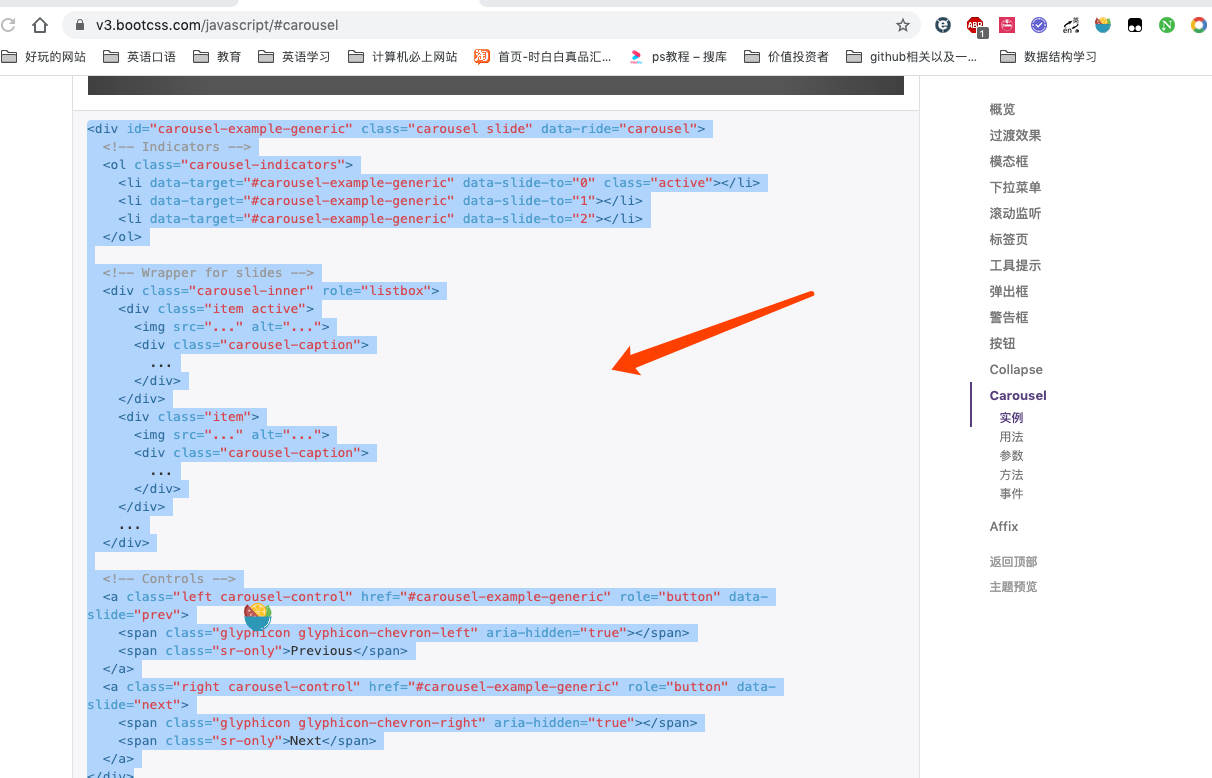 v3.bootcss.com/javascript/#carousel
ABP
1
en
N
好玩的网站 英语口语 教育 英语学习 计算机必上网站 淘 首页-时白白真品汇... ps教程 – 搜库 价值投资者 github相关以及一... 数据结构学习
<div id="carousel-example-generic" class="carousel slide" data-ride="carousel">
  <!-- Indicators -->
  <ol class="carousel-indicators">
    <li data-target="#carousel-example-generic" data-slide-to="0" class="active"></li>
    <li data-target="#carousel-example-generic" data-slide-to="1"></li>
    <li data-target="#carousel-example-generic" data-slide-to="2"></li>
  </ol>

  <!-- Wrapper for slides -->
  <div class="carousel-inner" role="listbox">
    <div class="item active">
      <img src="..." alt="...">
      <div class="carousel-caption">
        ...
      </div>
    </div>
    <div class="item">
      <img src="..." alt="...">
      <div class="carousel-caption">
        ...
      </div>
    </div>
    ...
  </div>

  <!-- Controls -->
  <a class="left carousel-control" href="#carousel-example-generic" role="button" data-
slide="prev">
    <span class="glyphicon glyphicon-chevron-left" aria-hidden="true"></span>
    <span class="sr-only">Previous</span>
  </a>
  <a class="right carousel-control" href="#carousel-example-generic" role="button" data-
slide="next">
    <span class="glyphicon glyphicon-chevron-right" aria-hidden="true"></span>
    <span class="sr-only">Next</span>
  </a>
</div>
概览
过渡效果
模态框
下拉菜单
滚动监听
标签页
工具提示
弹出框
警告框
按钮
Collapse
Carousel
实例
用法
参数
方法
事件
Affix
返回顶部
主题预览